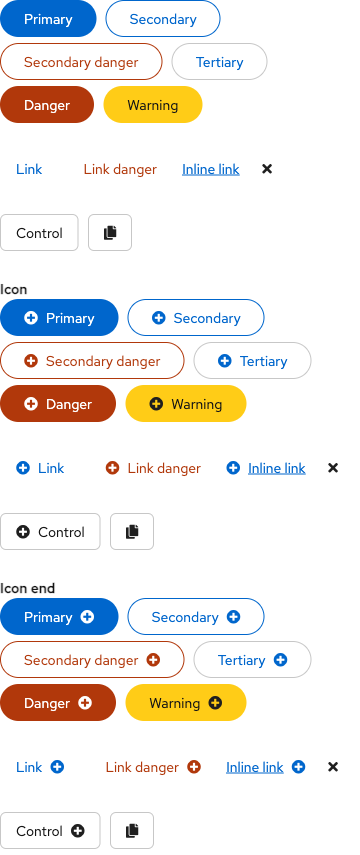 Primary Secondary
Secondary danger Tertiary
Danger Warning
Link Link danger Inline link
Control
Icon
Primary Secondary
Secondary danger Tertiary
Danger Warning
Link Link danger Inline link
Control
Icon end
Primary Secondary
Secondary danger Tertiary
Danger Warning
Link Link danger Inline link
Control